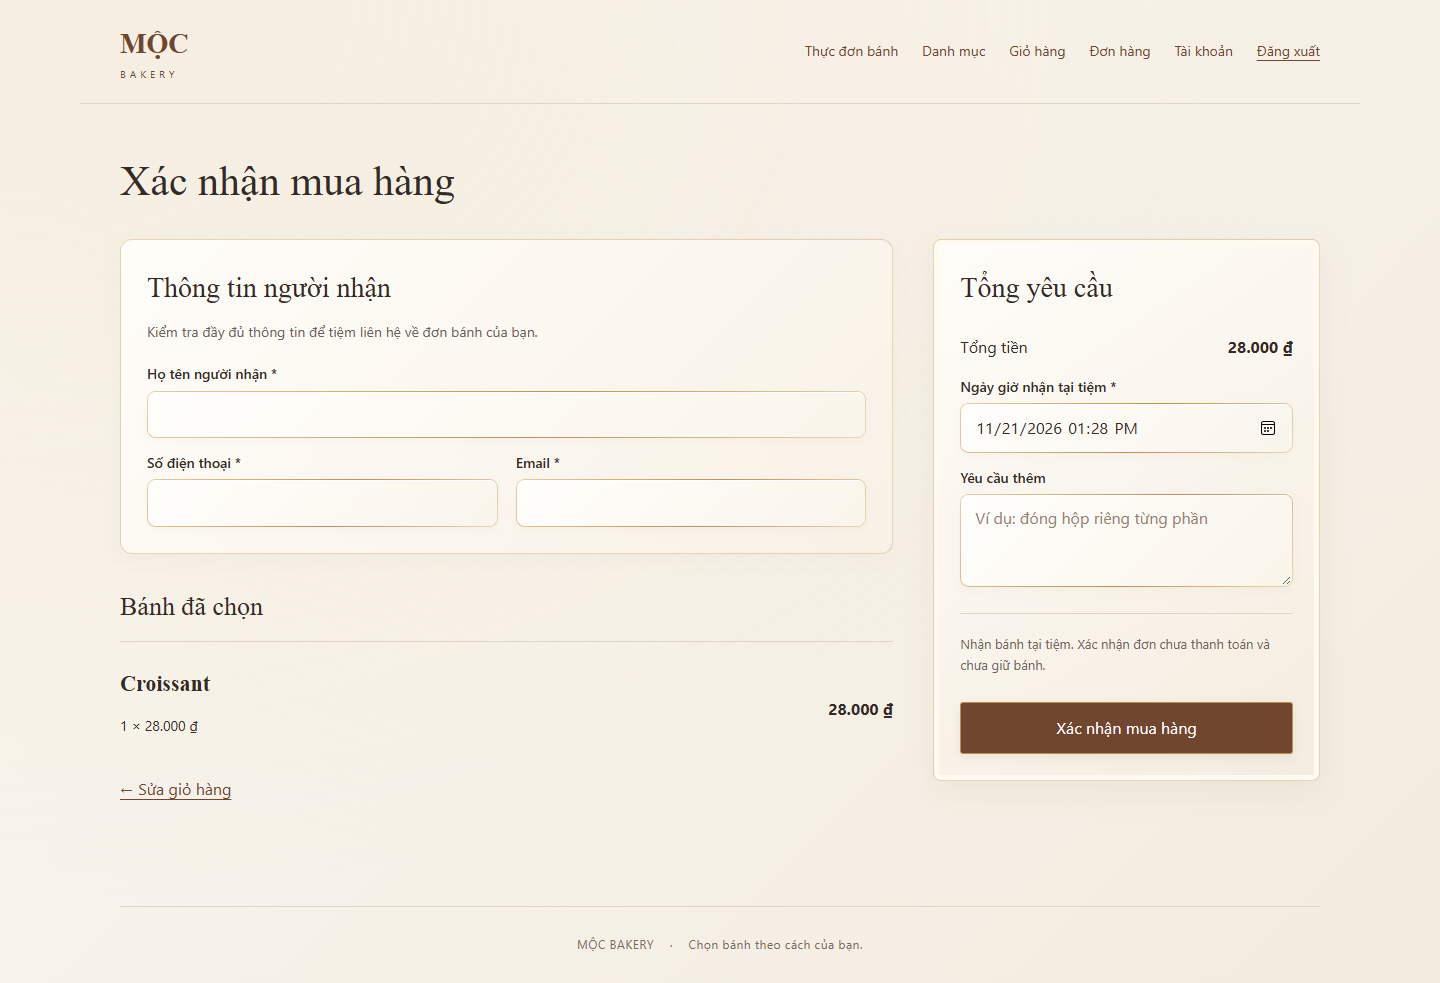 MỘC
BAKERY
Thực đơn bánh
Danh mục
Giỏ hàng
Đơn hàng
Tài khoản
Đăng xuất
Xác nhận mua hàng
Thông tin người nhận
Kiểm tra đầy đủ thông tin để tiệm liên hệ về đơn bánh của bạn.
Họ tên người nhận *
Số điện thoại *
Email *
Bánh đã chọn
Croissant
1 × 28.000 ₫
28.000 ₫
← Sửa giỏ hàng
Tổng yêu cầu
Tổng tiền
28.000 ₫
Ngày giờ nhận tại tiệm *
11/21/2026 01:28 PM
Yêu cầu thêm
Ví dụ: đóng hộp riêng từng phần
Nhận bánh tại tiệm. Xác nhận đơn chưa thanh toán và
chưa giữ bánh.
Xác nhận mua hàng
MỘC BAKERY · Chọn bánh theo cách của bạn.